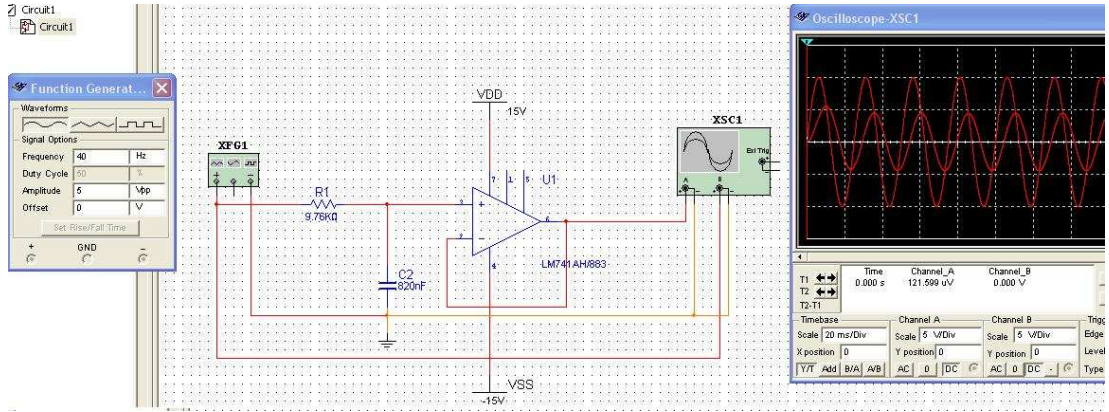 Circuit1
Circuit1
Function Generat...
Waveforms
Signal Options
Frequency 40 Hz
Duty Cycle 50 %
Amplitude 5 Vpp
Offset 0 V
Set Rise/Fall Time
+ GND -
XFG1
R1
9.76KΩ
C2
820nF
VDD
15V
U1
3
2
7
1
5
6
4
LM741AH/883
VSS
-15V
XSC1
Ext Trig
A B
Oscilloscope-XSC1
Time Channel_A Channel_B
T1 0.000 s 121.599 uV 0.000 V
T2
T2-T1
Timebase
Scale 20 ms/Div
X position 0
Y/T Add B/A A/B
Channel A
Scale 5 V/Div
Y position 0
AC 0 DC
Channel B
Scale 5 V/Div
Y position 0
AC 0 DC -
Trigg
Edge
Level
Type